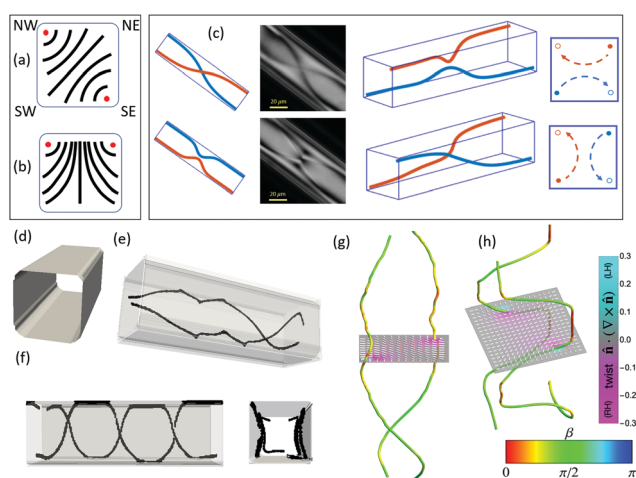 NW
NE
(a)
SW
SE
(b)
(c)
20 μm
20 μm
(d)
(e)
(f)
(g)
(h)
0.3
0.2
0.1
0.0
-0.1
-0.2
-0.3
(RH) twist n̂ · (∇ × n̂) (LH)
β
0
π/2
π